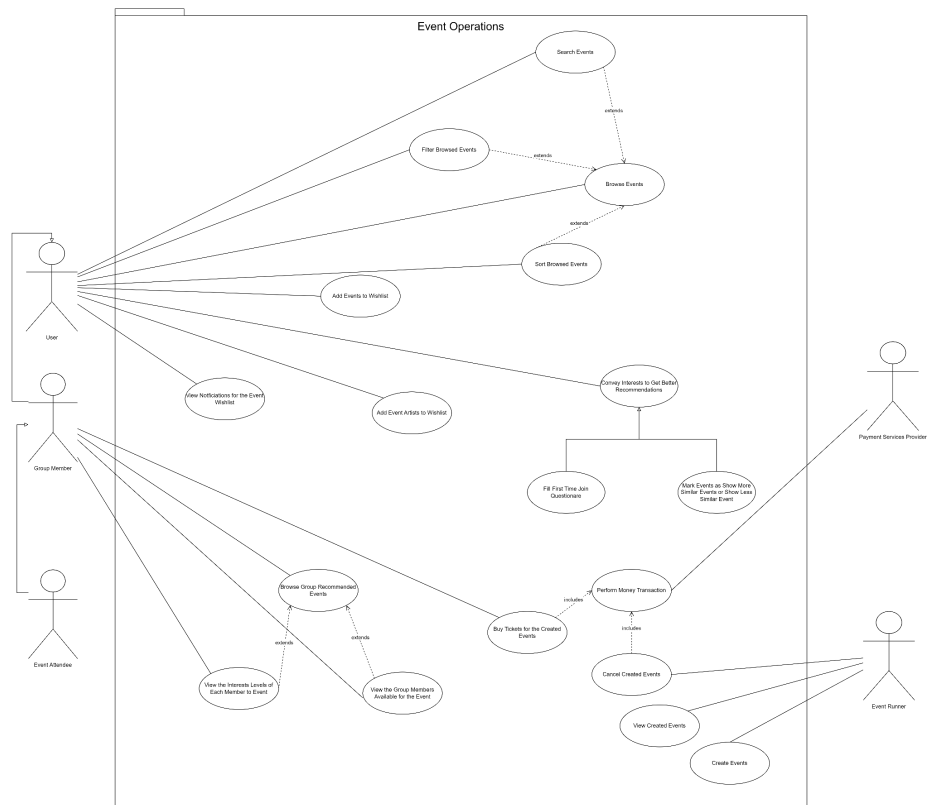 Event Operations
Search Events
extends
Filter Browsed Events
extends
Browse Events
extends
Sort Browsed Events
Add Events to Wishlist
User
View Notficiations for the Event
Wishlist
Add Event Artists to Wishlist
Convey Interests to Get Better
Recommendations
Payment Services Provider
Group Member
Fill First Time Join
Questionare
Mark Events as Show More
Similar Events or Show Less
Similar Event
Browse Group Recommended
Events
Perform Money Transaction
includes
Buy Tickets for the Created
Events
includes
extends
extends
Event Attendee
View the Interests Levels of
Each Member to Event
View the Group Members
Available for the Event
Cancel Created Events
Event Runner
View Created Events
Create Events